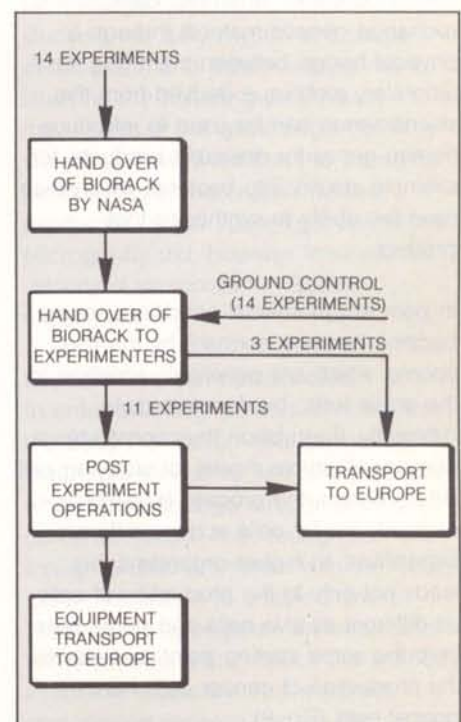 14 EXPERIMENTS
HAND OVER
OF BIORACK
BY NASA
GROUND CONTROL
(14 EXPERIMENTS)
HAND OVER OF
BIORACK TO
EXPERIMENTERS
3 EXPERIMENTS
11 EXPERIMENTS
POST
EXPERIMENT
OPERATIONS
TRANSPORT
TO EUROPE
EQUIPMENT
TRANSPORT
TO EUROPE